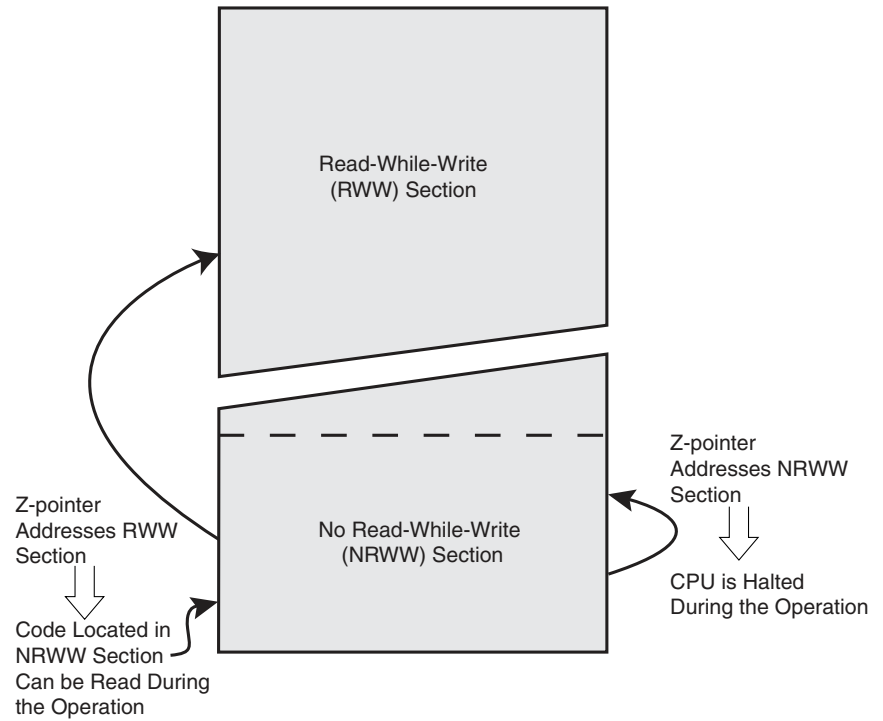 Read-While-Write
(RWW) Section
Z-pointer
Addresses NRWW
Section
Z-pointer
Addresses RWW
Section
No Read-While-Write
(NRWW) Section
CPU is Halted
During the Operation
Code Located in
NRWW Section
Can be Read During
the Operation